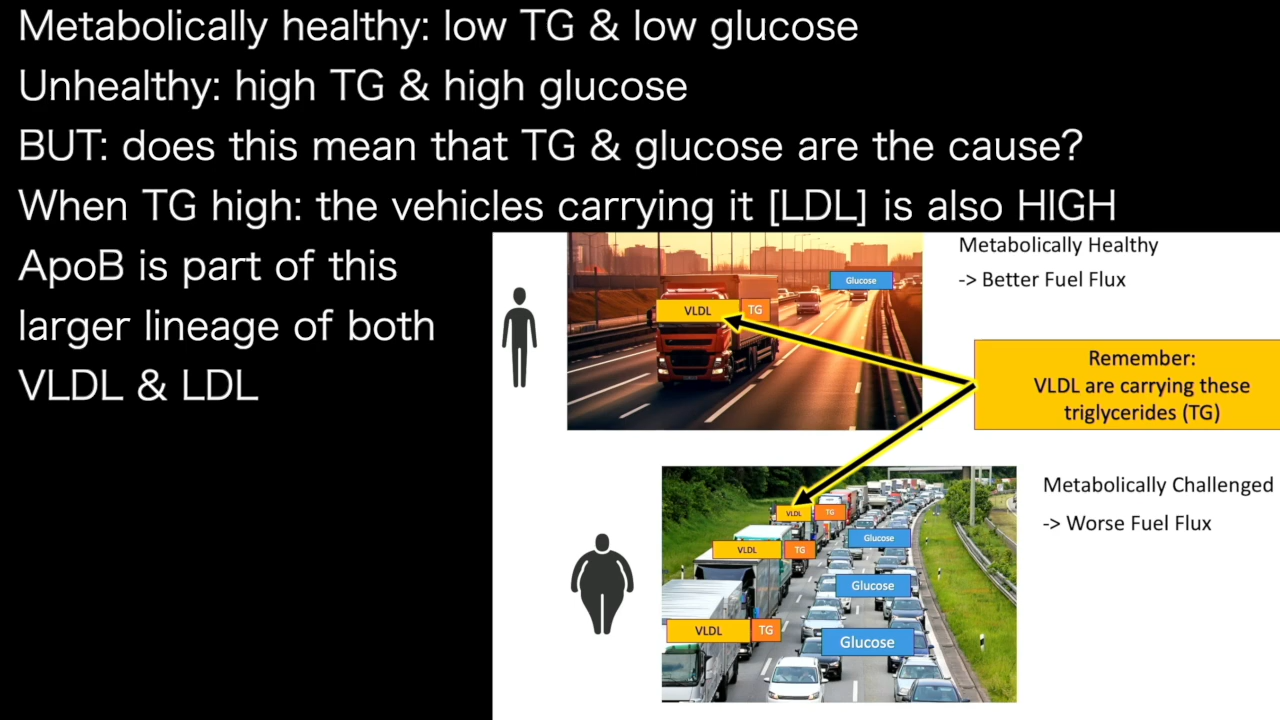 Metabolically healthy: low TG & low glucose
Unhealthy: high TG & high glucose
BUT: does this mean that TG & glucose are the cause?
When TG high: the vehicles carrying it [LDL] is also HIGH
ApoB is part of this
larger lineage of both
VLDL & LDL
Metabolically Healthy
-> Better Fuel Flux
Glucose
VLDL TG
Remember:
VLDL are carrying these
triglycerides (TG)
Metabolically Challenged
-> Worse Fuel Flux
VLDL TG
Glucose
VLDL TG
Glucose
VLDL TG
Glucose